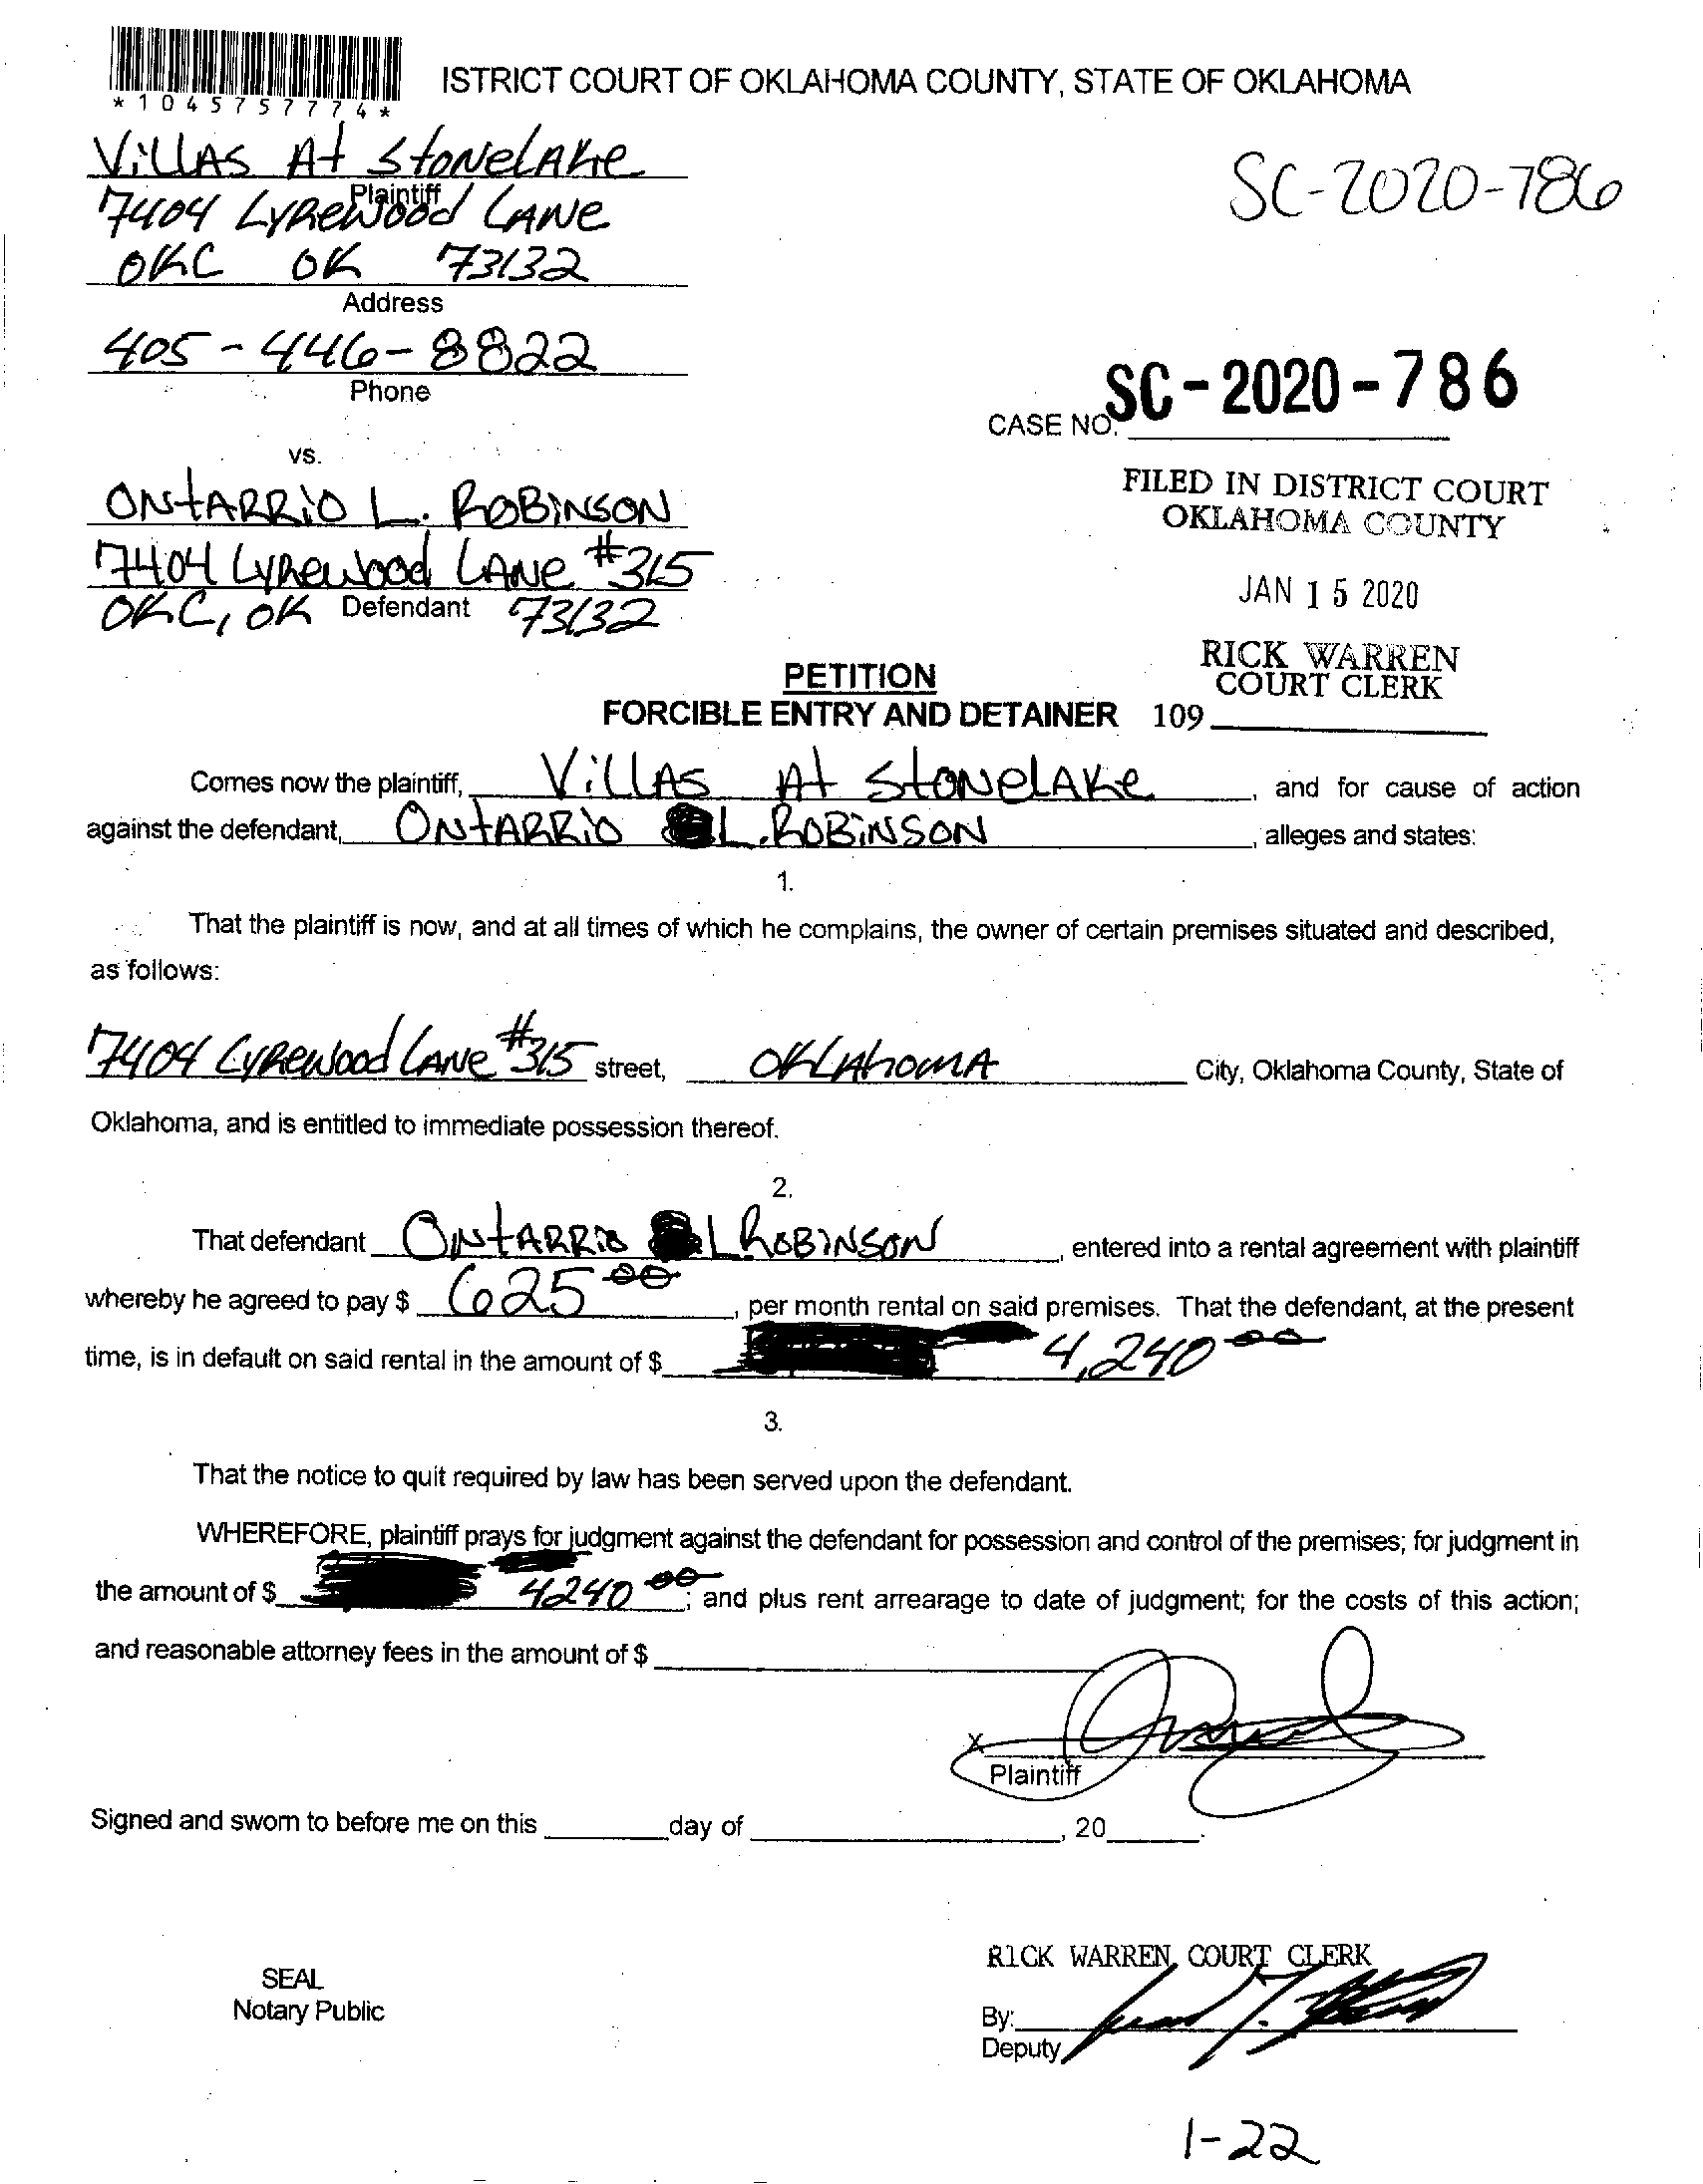 *1045757774*
ISTRICT COURT OF OKLAHOMA COUNTY, STATE OF OKLAHOMA
VillAS At StoNelAKe
Plaintiff
SC-2020-786
7404 LyRewood LANe
OKC OK 73132
Address
405-446-8822
Phone
CASE NO. SC-2020-786
vs.
ONtARRiO L. RoBiNSON
FILED IN DISTRICT COURT
OKLAHOMA COUNTY
7404 LyRewood LANe #315
OKC, OK Defendant 73132
JAN 15 2020
RICK WARREN
COURT CLERK
PETITION
FORCIBLE ENTRY AND DETAINER 109
Comes now the plaintiff, VillAS At StoNelAKe, and for cause of action
against the defendant, ONtARRiO L. RoBiNSON, alleges and states:
1.
That the plaintiff is now, and at all times of which he complains, the owner of certain premises situated and described,
as follows:
7404 LyRewood LANe #315 street, OKLAhomA City, Oklahoma County, State of
Oklahoma, and is entitled to immediate possession thereof.
2.
That defendant ONtARRiO L RoBiNSON, entered into a rental agreement with plaintiff
whereby he agreed to pay $ 625 00, per month rental on said premises. That the defendant, at the present
time, is in default on said rental in the amount of $ 4,240 00
3.
That the notice to quit required by law has been served upon the defendant.
WHEREFORE, plaintiff prays for judgment against the defendant for possession and control of the premises; for judgment in
the amount of $ 4240 00; and plus rent arrearage to date of judgment; for the costs of this action;
and reasonable attorney fees in the amount of $
X
Plaintiff
Signed and sworn to before me on this day of , 20 .
RICK WARREN, COURT CLERK
SEAL
Notary Public
By:
Deputy
1-22